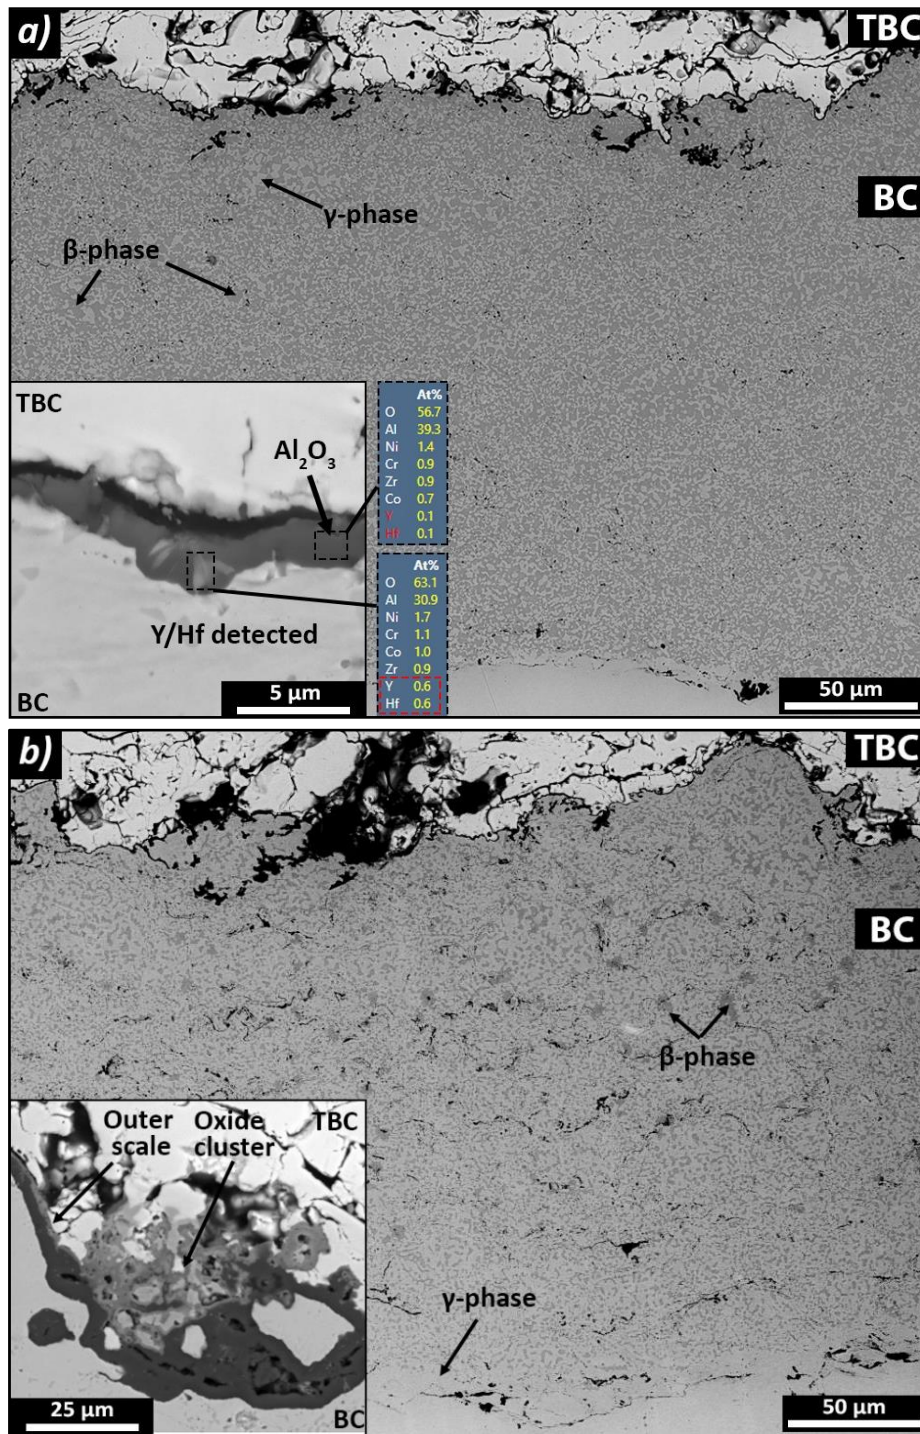 a)
TBC
BC
γ-phase
β-phase
TBC
Al₂O₃
Y/Hf detected
BC
5 μm
At%
O 56.7
Al 39.3
Ni 1.4
Cr 0.9
Zr 0.9
Co 0.7
Y 0.1
Hf 0.1
At%
O 63.1
Al 30.9
Ni 1.7
Cr 1.1
Co 1.0
Zr 0.9
Y 0.6
Hf 0.6
50 μm
b)
TBC
BC
β-phase
Outer
scale
Oxide
cluster
TBC
γ-phase
25 μm
BC
50 μm